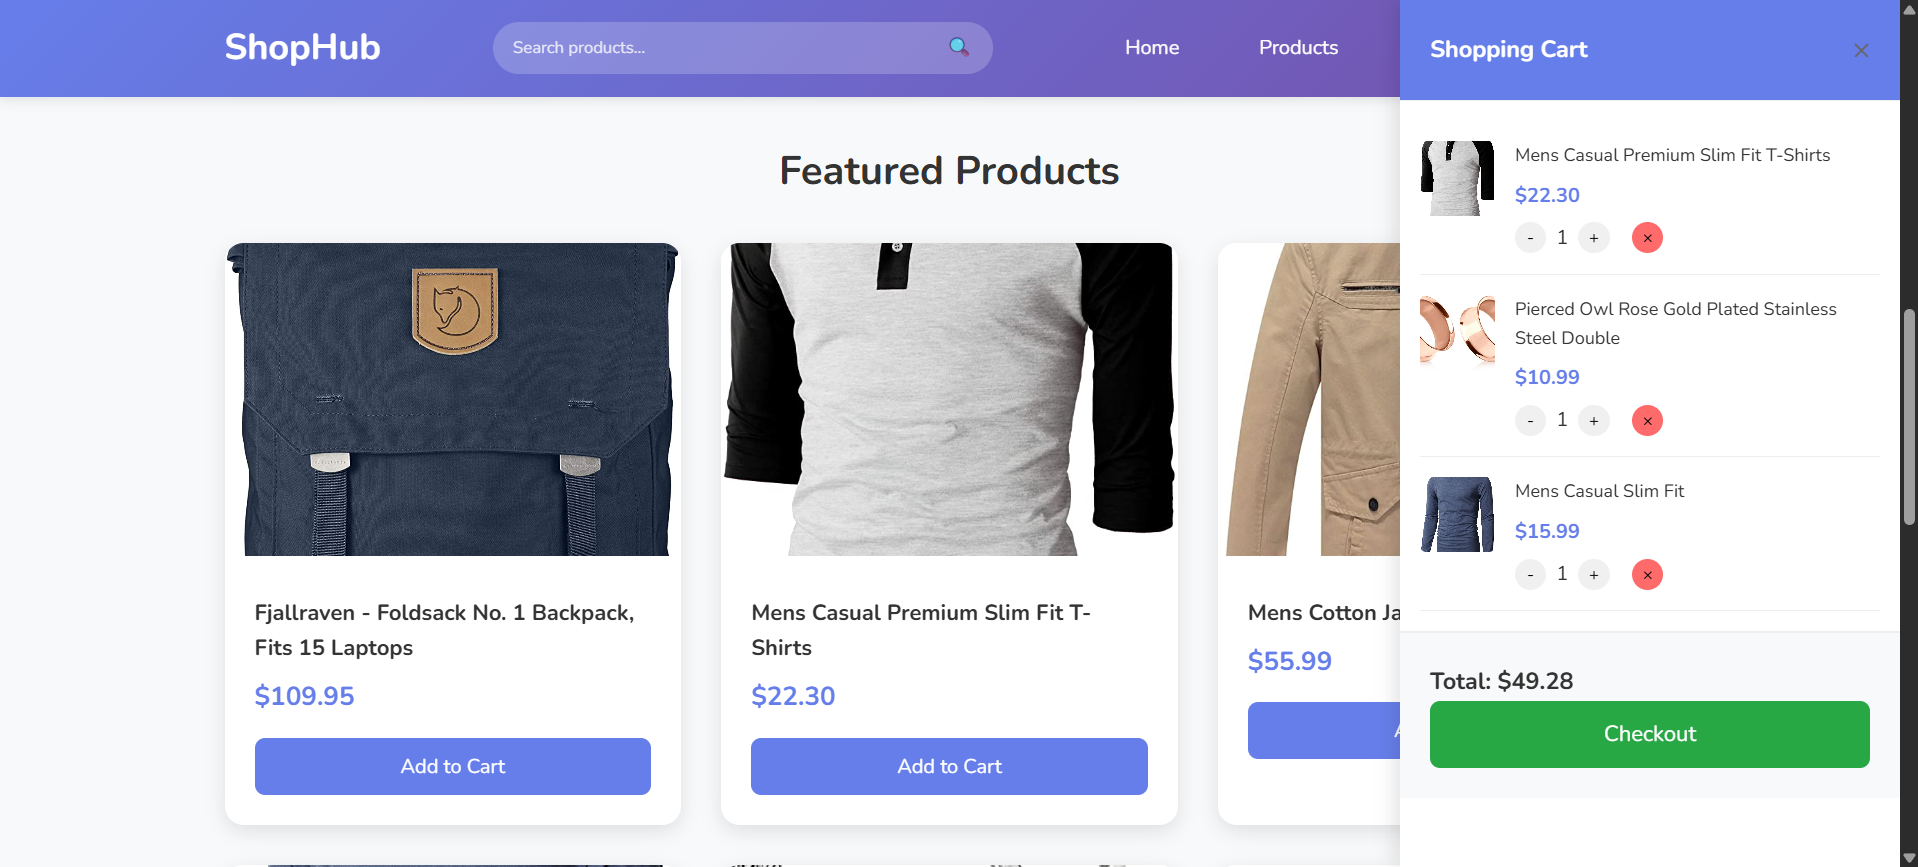 ShopHub
Search products...
Home
Products
Featured Products
Fjallraven - Foldsack No. 1 Backpack,
Fits 15 Laptops
$109.95
Add to Cart
Mens Casual Premium Slim Fit T-
Shirts
$22.30
Add to Cart
Mens Cotton Ja
$55.99
Shopping Cart
×
Mens Casual Premium Slim Fit T-Shirts
$22.30
- 1 + ×
Pierced Owl Rose Gold Plated Stainless
Steel Double
$10.99
- 1 + ×
Mens Casual Slim Fit
$15.99
- 1 + ×
Total: $49.28
Checkout